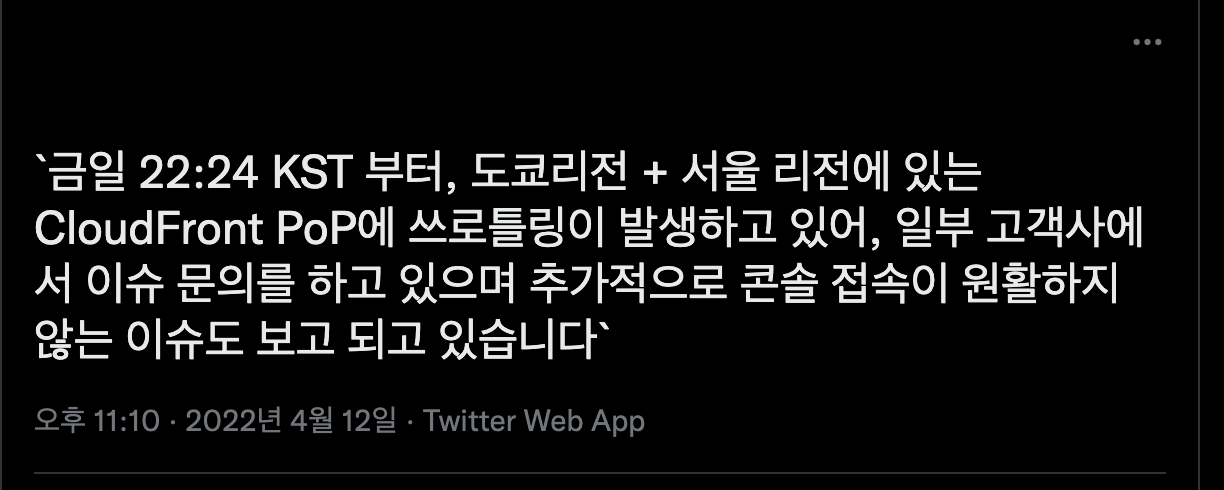 `금일 22:24 KST 부터, 도쿄리전 + 서울 리전에 있는
CloudFront PoP에 쓰로틀링이 발생하고 있어, 일부 고객사에
서 이슈 문의를 하고 있으며 추가적으로 콘솔 접속이 원활하지
않는 이슈도 보고 되고 있습니다`
오후 11:10 · 2022년 4월 12일 · Twitter Web App